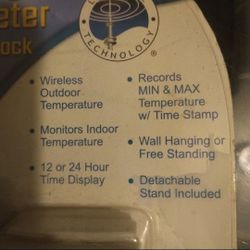 eter
ock
TECHNOLOGY
®
• Wireless
Outdoor
Temperature
• Monitors Indoor
Temperature
• 12 or 24 Hour
Time Display
• Records
MIN & MAX
Temperature
w/ Time Stamp
• Wall Hanging or
Free Standing
• Detachable
Stand Included